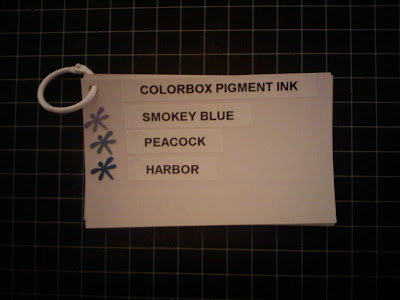 COLORBOX PIGMENT INK
SMOKEY BLUE
PEACOCK
HARBOR